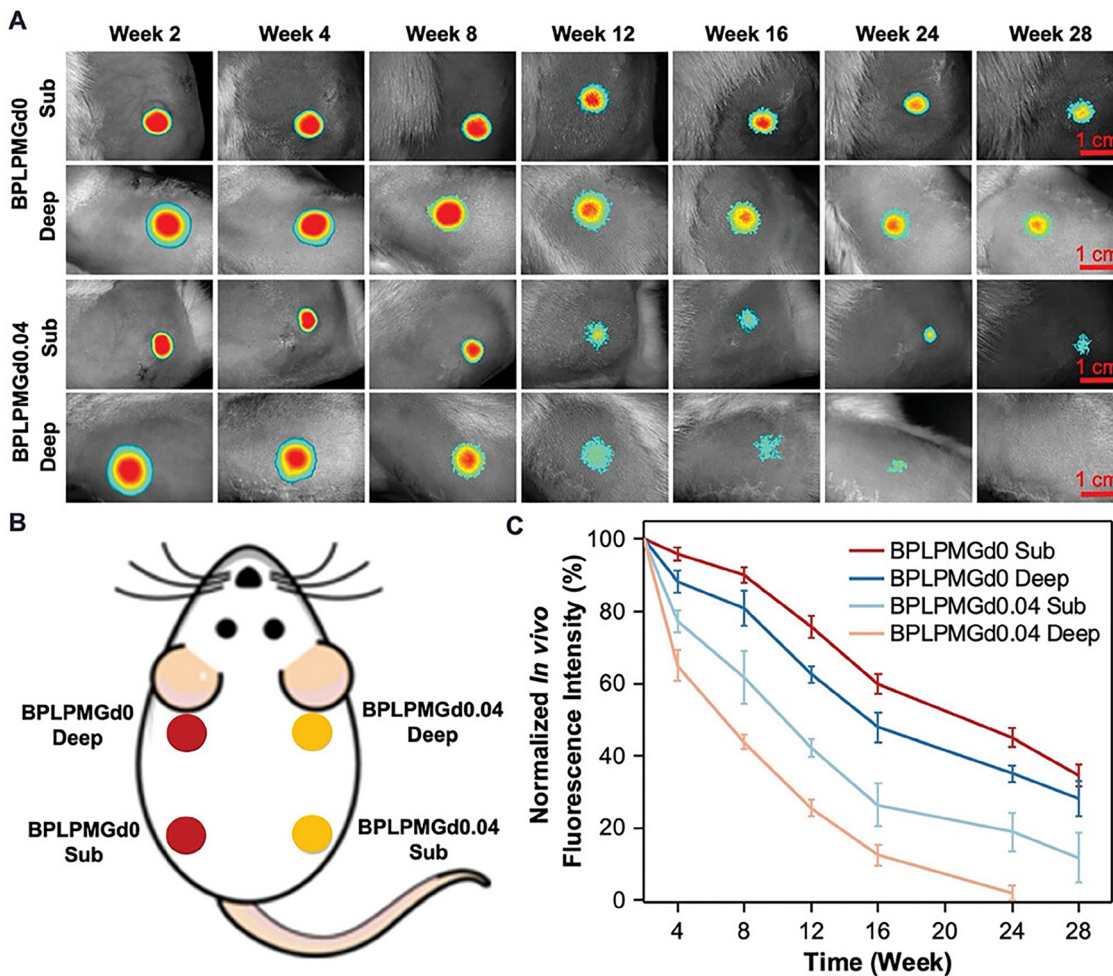 A
Week 2 Week 4 Week 8 Week 12 Week 16 Week 24 Week 28
BPLPMGd0
Sub
1 cm
Deep
1 cm
BPLPMGd0.04
Sub
1 cm
Deep
1 cm
B
BPLPMGd0
Deep
BPLPMGd0.04
Deep
BPLPMGd0
Sub
BPLPMGd0.04
Sub
C
Normalized In vivo
Fluorescence Intensity (%)
100
80
60
40
20
0
BPLPMGd0 Sub
BPLPMGd0 Deep
BPLPMGd0.04 Sub
BPLPMGd0.04 Deep
4 8 12 16 20 24 28
Time (Week)